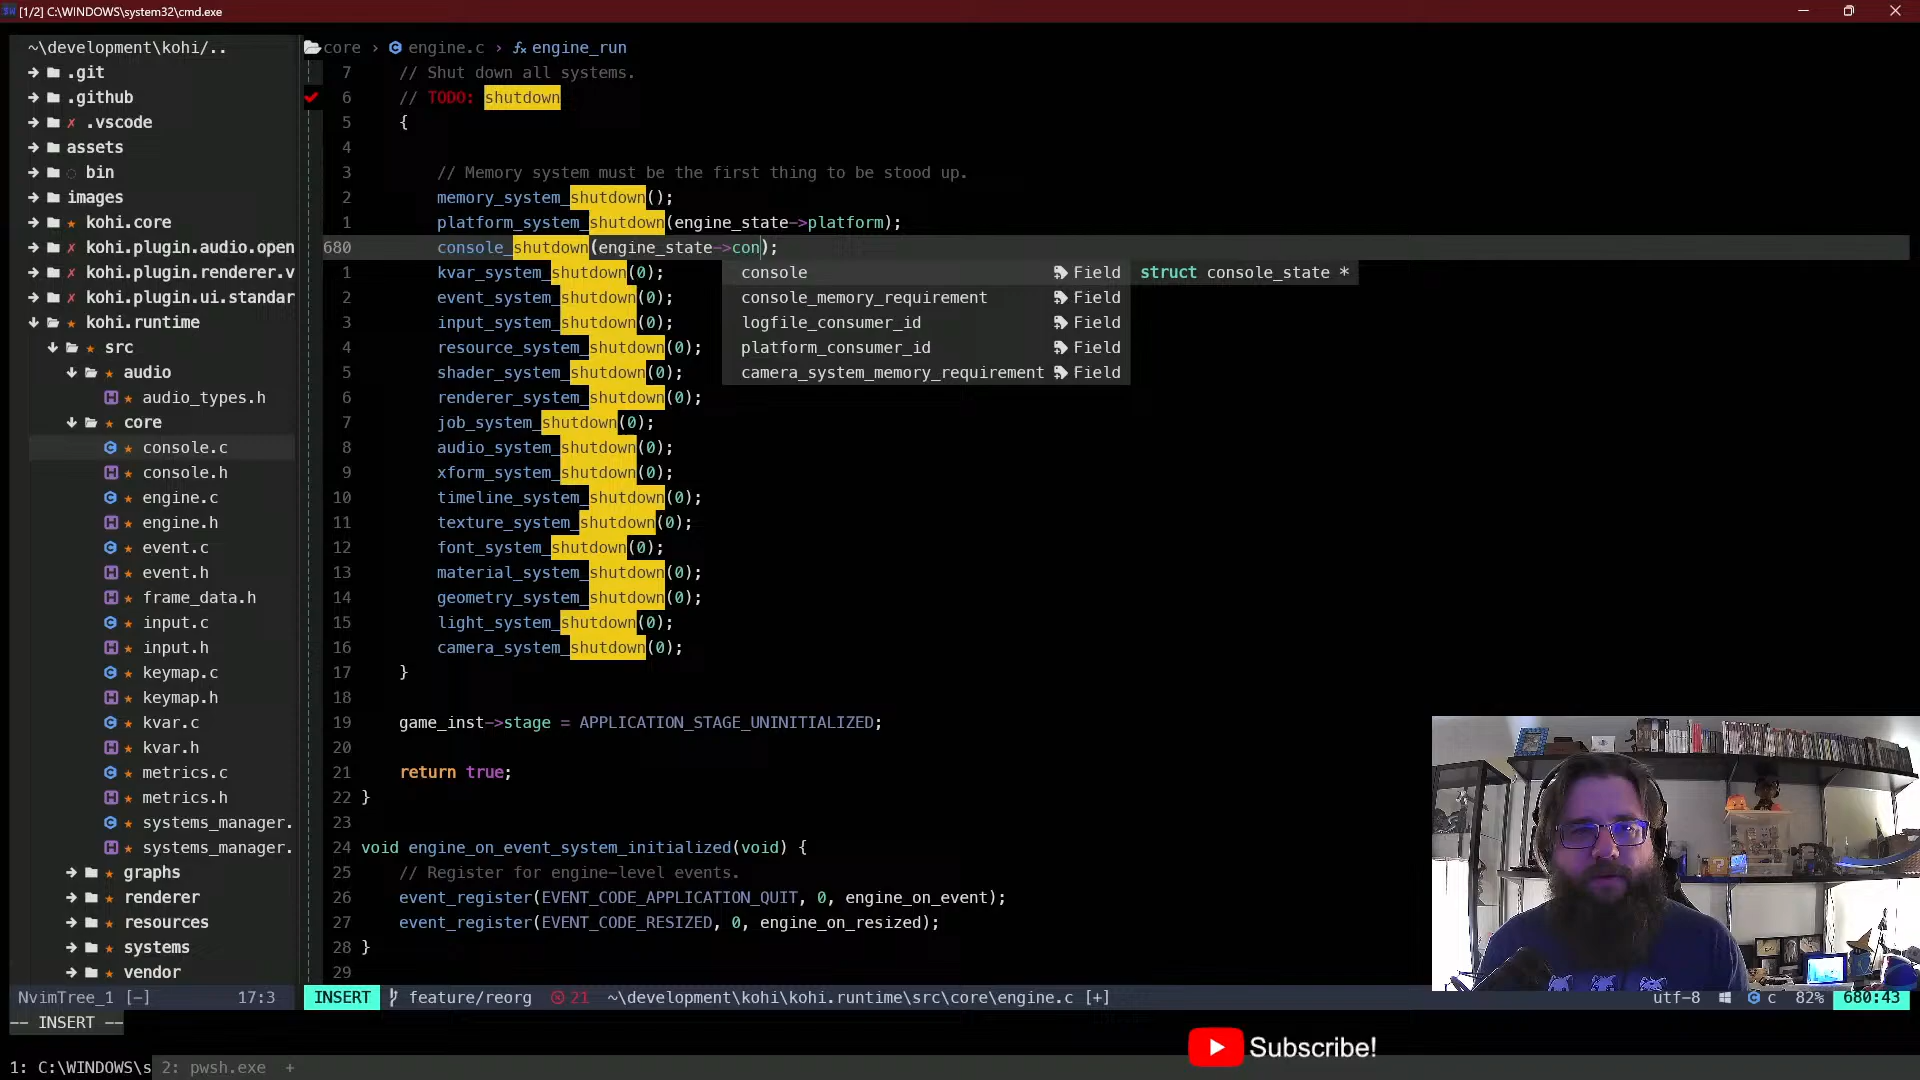 [1/2] C:\WINDOWS\system32\cmd.exe
~\development\kohi/..
.git
.github
.vscode
assets
bin
images
kohi.core
kohi.plugin.audio.open
kohi.plugin.renderer.v
kohi.plugin.ui.standar
kohi.runtime
src
audio
audio_types.h
core
console.c
console.h
engine.c
engine.h
event.c
event.h
frame_data.h
input.c
input.h
keymap.c
keymap.h
kvar.c
kvar.h
metrics.c
metrics.h
systems_manager.
systems_manager.
graphs
renderer
resources
systems
vendor
NvimTree_1 [-] 17:3
core › engine.c › engine_run
7 // Shut down all systems.
6 // TODO: shutdown
5 {
4
3 // Memory system must be the first thing to be stood up.
2 memory_system_shutdown();
1 platform_system_shutdown(engine_state->platform);
680 console_shutdown(engine_state->con);
1 kvar_system_shutdown(0);
2 event_system_shutdown(0);
3 input_system_shutdown(0);
4 resource_system_shutdown(0);
5 shader_system_shutdown(0);
6 renderer_system_shutdown(0);
7 job_system_shutdown(0);
8 audio_system_shutdown(0);
9 xform_system_shutdown(0);
10 timeline_system_shutdown(0);
11 texture_system_shutdown(0);
12 font_system_shutdown(0);
13 material_system_shutdown(0);
14 geometry_system_shutdown(0);
15 light_system_shutdown(0);
16 camera_system_shutdown(0);
17 }
18
19 game_inst->stage = APPLICATION_STAGE_UNINITIALIZED;
20
21 return true;
22 }
23
24 void engine_on_event_system_initialized(void) {
25 // Register for engine-level events.
26 event_register(EVENT_CODE_APPLICATION_QUIT, 0, engine_on_event);
27 event_register(EVENT_CODE_RESIZED, 0, engine_on_resized);
28 }
29
console Field struct console_state *
console_memory_requirement Field
logfile_consumer_id Field
platform_consumer_id Field
camera_system_memory_requirement Field
INSERT feature/reorg 21 ~\development\kohi\kohi.runtime\src\core\engine.c [+] utf-8 c 82% 680:43
-- INSERT --
Subscribe!
1: C:\WINDOWS\s 2: pwsh.exe +